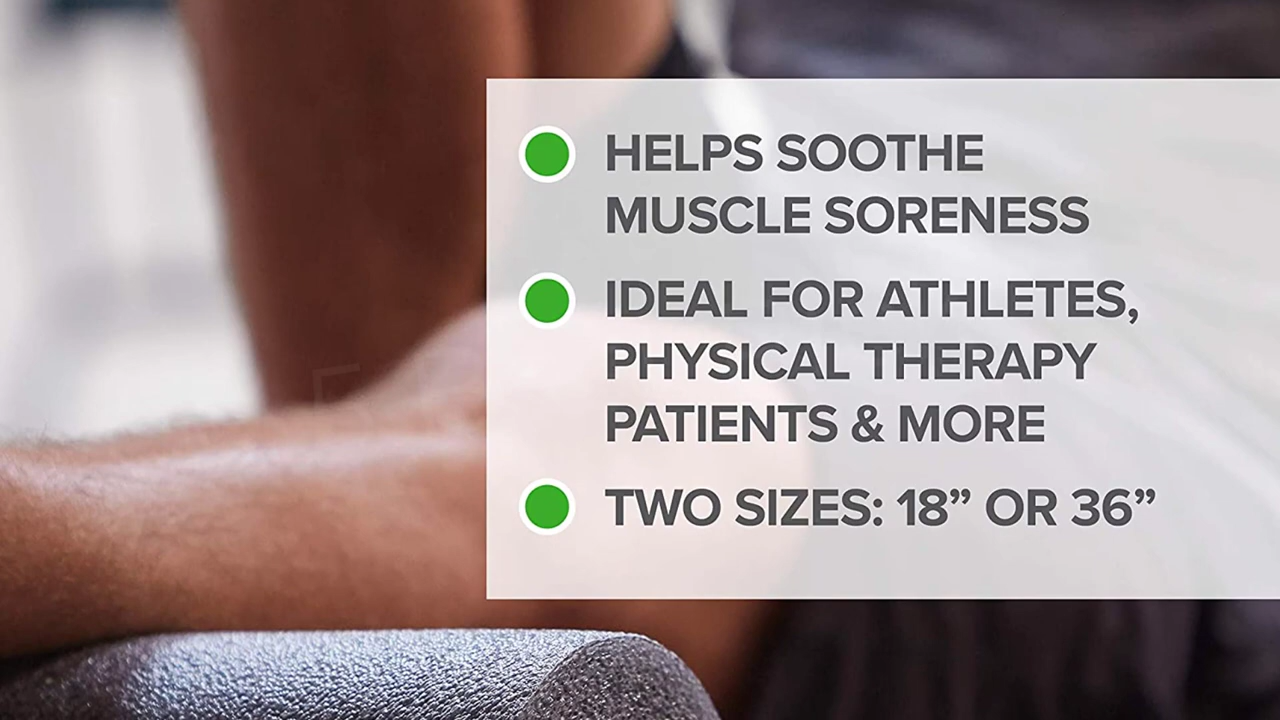 HELPS SOOTHE
MUSCLE SORENESS
IDEAL FOR ATHLETES,
PHYSICAL THERAPY
PATIENTS & MORE
TWO SIZES: 18” OR 36”